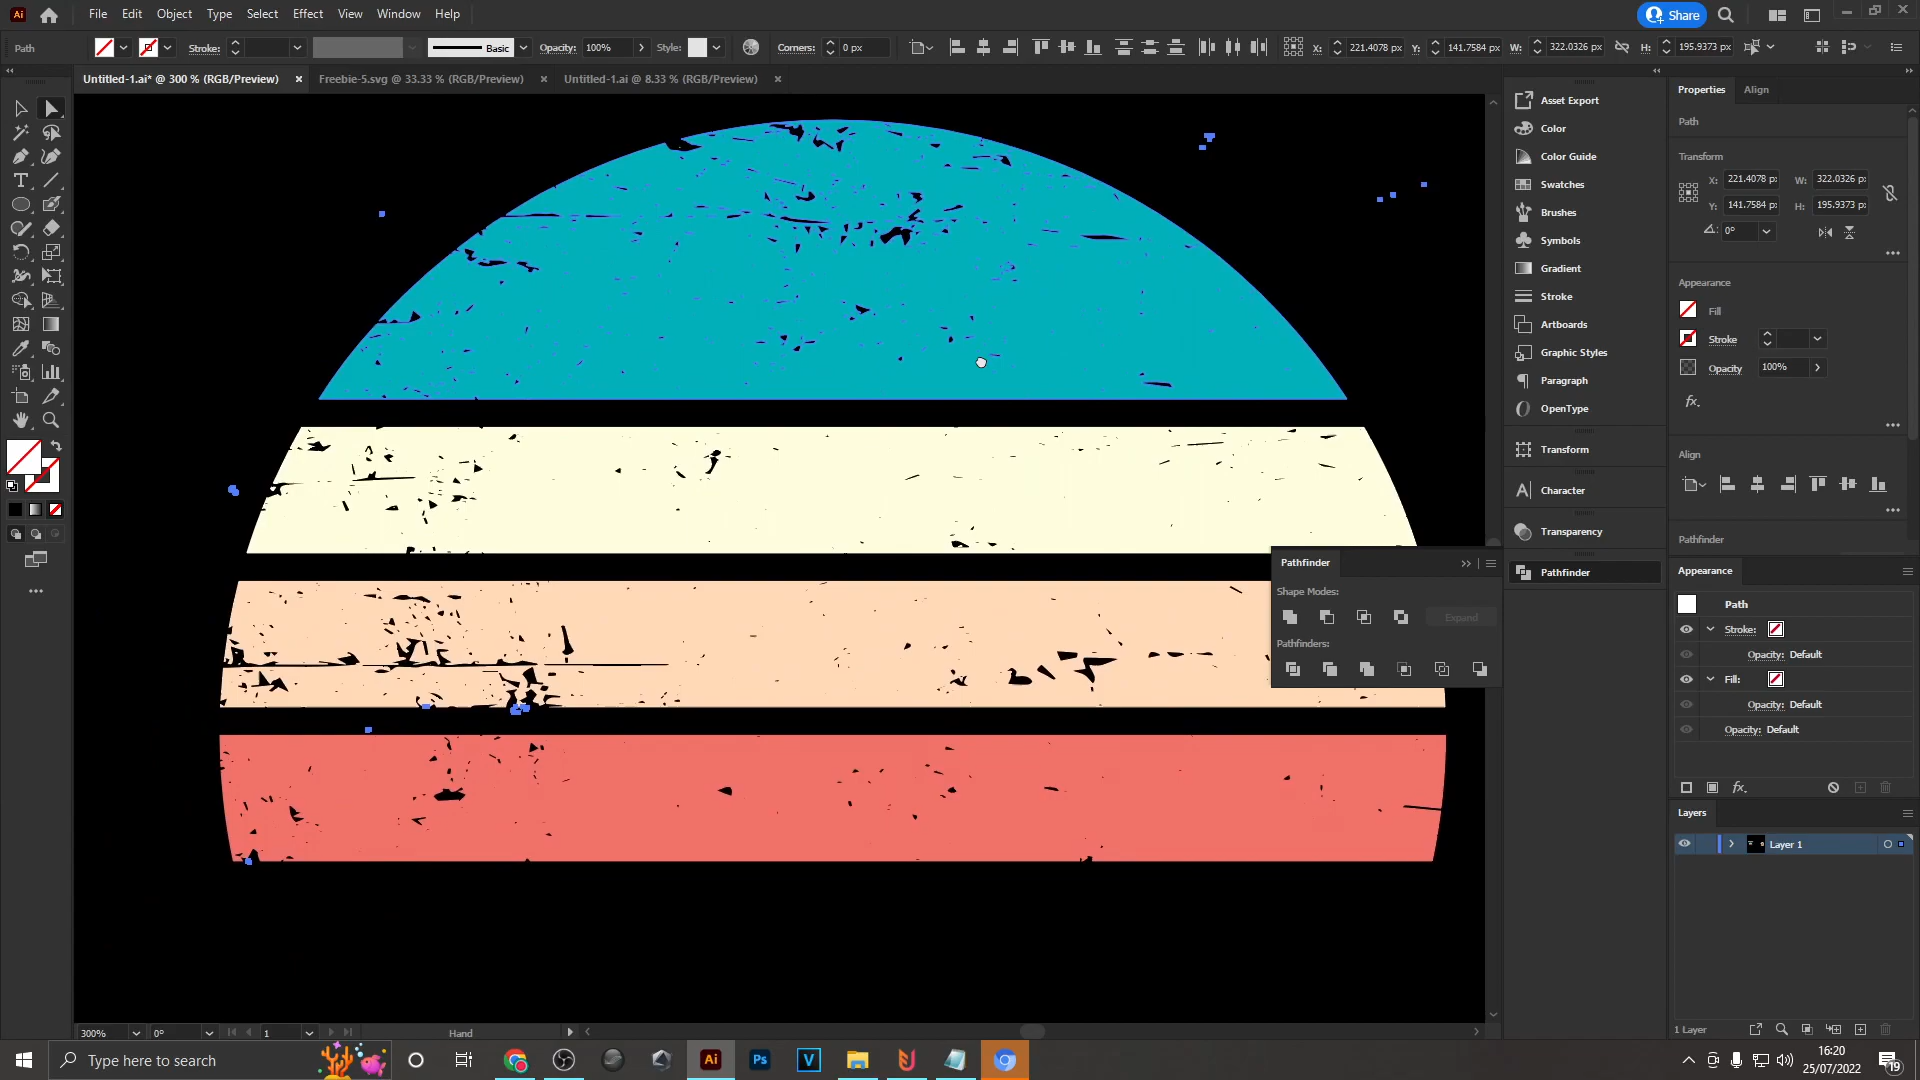 Ai File Edit Object Type Select Effect View Window Help Share
Path Stroke: Basic Opacity: 100% Style: Corners: 0 px X: 221.4078 px Y: 141.7584 px W: 322.0326 px H: 195.9373 px
Untitled-1.ai* @ 300 % (RGB/Preview) × Freebie-5.svg @ 33.33 % (RGB/Preview) × Untitled-1.ai @ 8.33 % (RGB/Preview) ×
Asset Export
Color
Color Guide
Swatches
Brushes
Symbols
Gradient
Stroke
Artboards
Graphic Styles
Paragraph
OpenType
Transform
Character
Transparency
Pathfinder
Pathfinder
Shape Modes:
Expand
Pathfinders:
Properties Align
Path
Transform
X: 221.4078 px W: 322.0326 px
Y: 141.7584 px H: 195.9373 px
0°
Appearance
Fill
Stroke
Opacity 100%
fx.
Align
Pathfinder
Appearance
Path
Stroke:
Opacity: Default
Fill:
Opacity: Default
Opacity: Default
fx.
Layers
Layer 1
1 Layer
300% 0° 1 Hand
Type here to search
Ai Ps V
16:20
25/07/2022
19